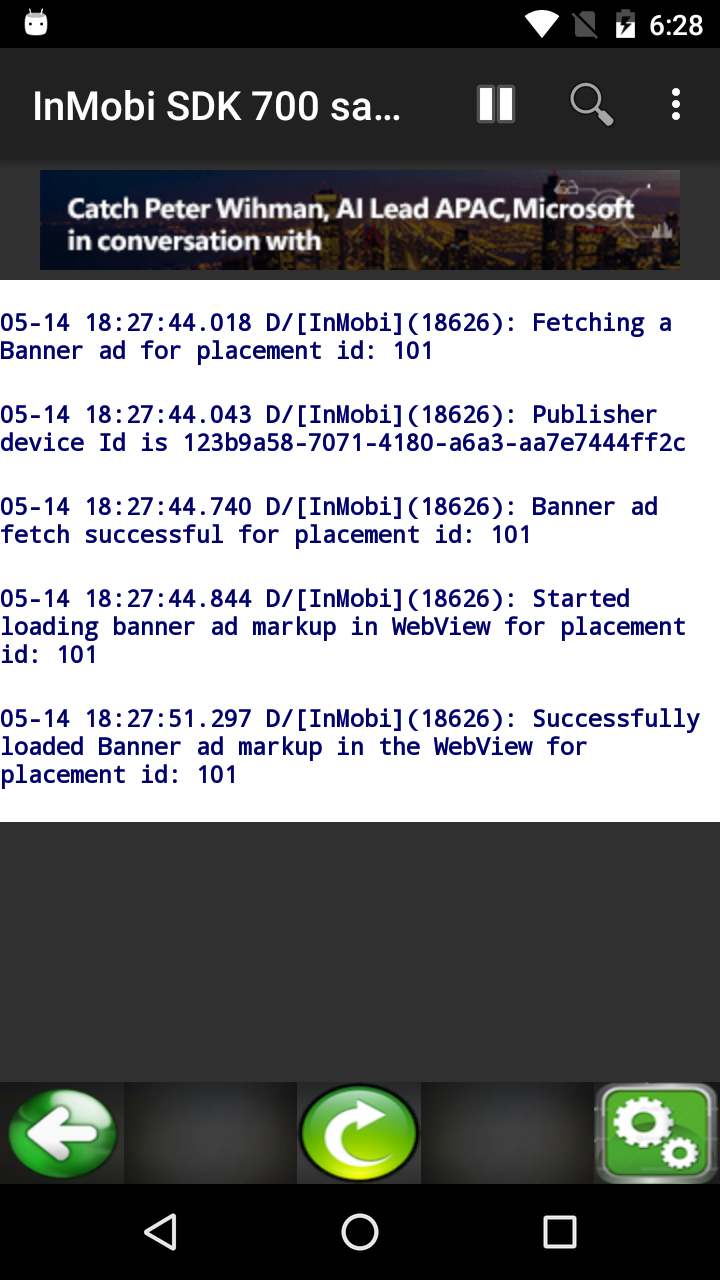 6:28
InMobi SDK 700 sa...
Catch Peter Wihman, AI Lead APAC,Microsoft
in conversation with
05-14 18:27:44.018 D/[InMobi](18626): Fetching a
Banner ad for placement id: 101
05-14 18:27:44.043 D/[InMobi](18626): Publisher
device Id is 123b9a58-7071-4180-a6a3-aa7e7444ff2c
05-14 18:27:44.740 D/[InMobi](18626): Banner ad
fetch successful for placement id: 101
05-14 18:27:44.844 D/[InMobi](18626): Started
loading banner ad markup in WebView for placement
id: 101
05-14 18:27:51.297 D/[InMobi](18626): Successfully
loaded Banner ad markup in the WebView for
placement id: 101